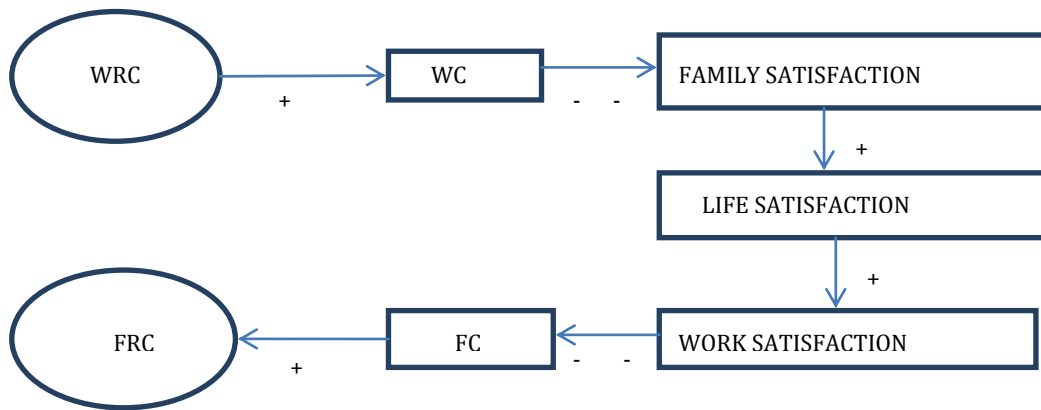 WRC
WC
FAMILY SATISFACTION
+
- -
+
LIFE SATISFACTION
+
FRC
FC
WORK SATISFACTION
+
- -